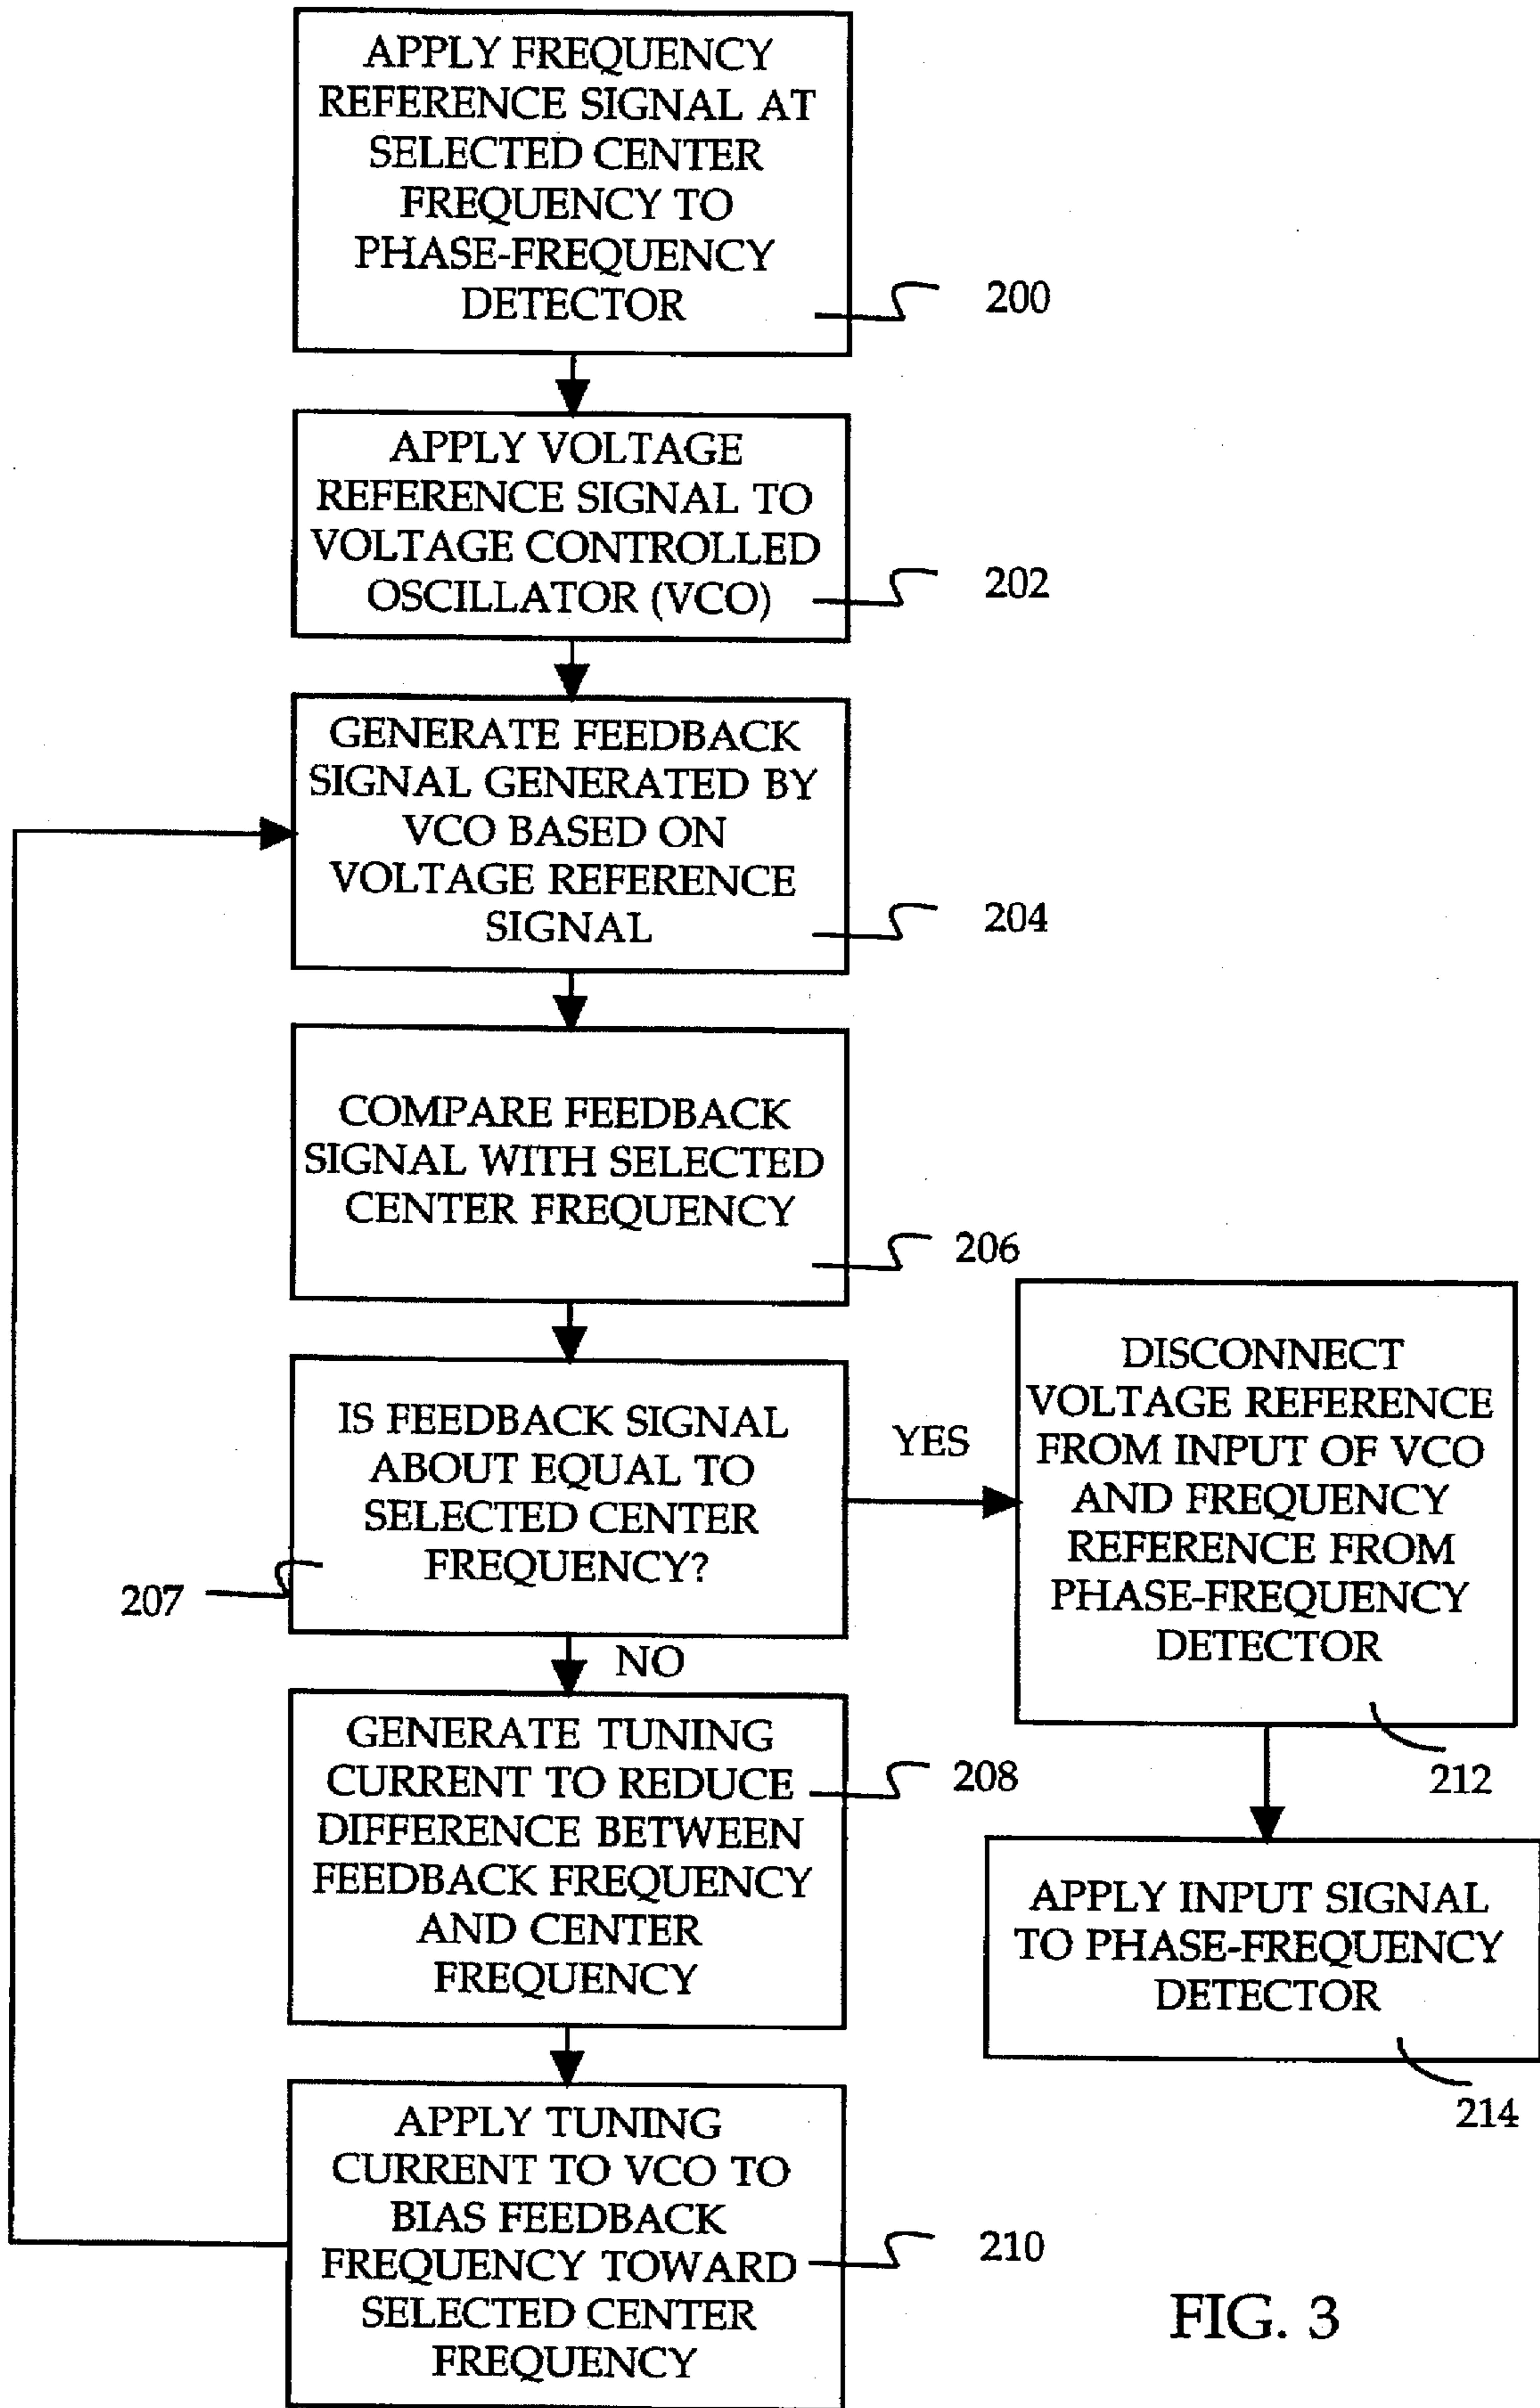 APPLY FREQUENCY
REFERENCE SIGNAL AT
SELECTED CENTER
FREQUENCY TO
PHASE-FREQUENCY
DETECTOR
200
APPLY VOLTAGE
REFERENCE SIGNAL TO
VOLTAGE CONTROLLED
OSCILLATOR (VCO)
202
GENERATE FEEDBACK
SIGNAL GENERATED BY
VCO BASED ON
VOLTAGE REFERENCE
SIGNAL
204
COMPARE FEEDBACK
SIGNAL WITH SELECTED
CENTER FREQUENCY
206
IS FEEDBACK SIGNAL
ABOUT EQUAL TO
SELECTED CENTER
FREQUENCY?
207
YES
NO
DISCONNECT
VOLTAGE REFERENCE
FROM INPUT OF VCO
AND FREQUENCY
REFERENCE FROM
PHASE-FREQUENCY
DETECTOR
212
GENERATE TUNING
CURRENT TO REDUCE
DIFFERENCE BETWEEN
FEEDBACK FREQUENCY
AND CENTER
FREQUENCY
208
APPLY INPUT SIGNAL
TO PHASE-FREQUENCY
DETECTOR
214
APPLY TUNING
CURRENT TO VCO TO
BIAS FEEDBACK
FREQUENCY TOWARD
SELECTED CENTER
FREQUENCY
210
FIG. 3